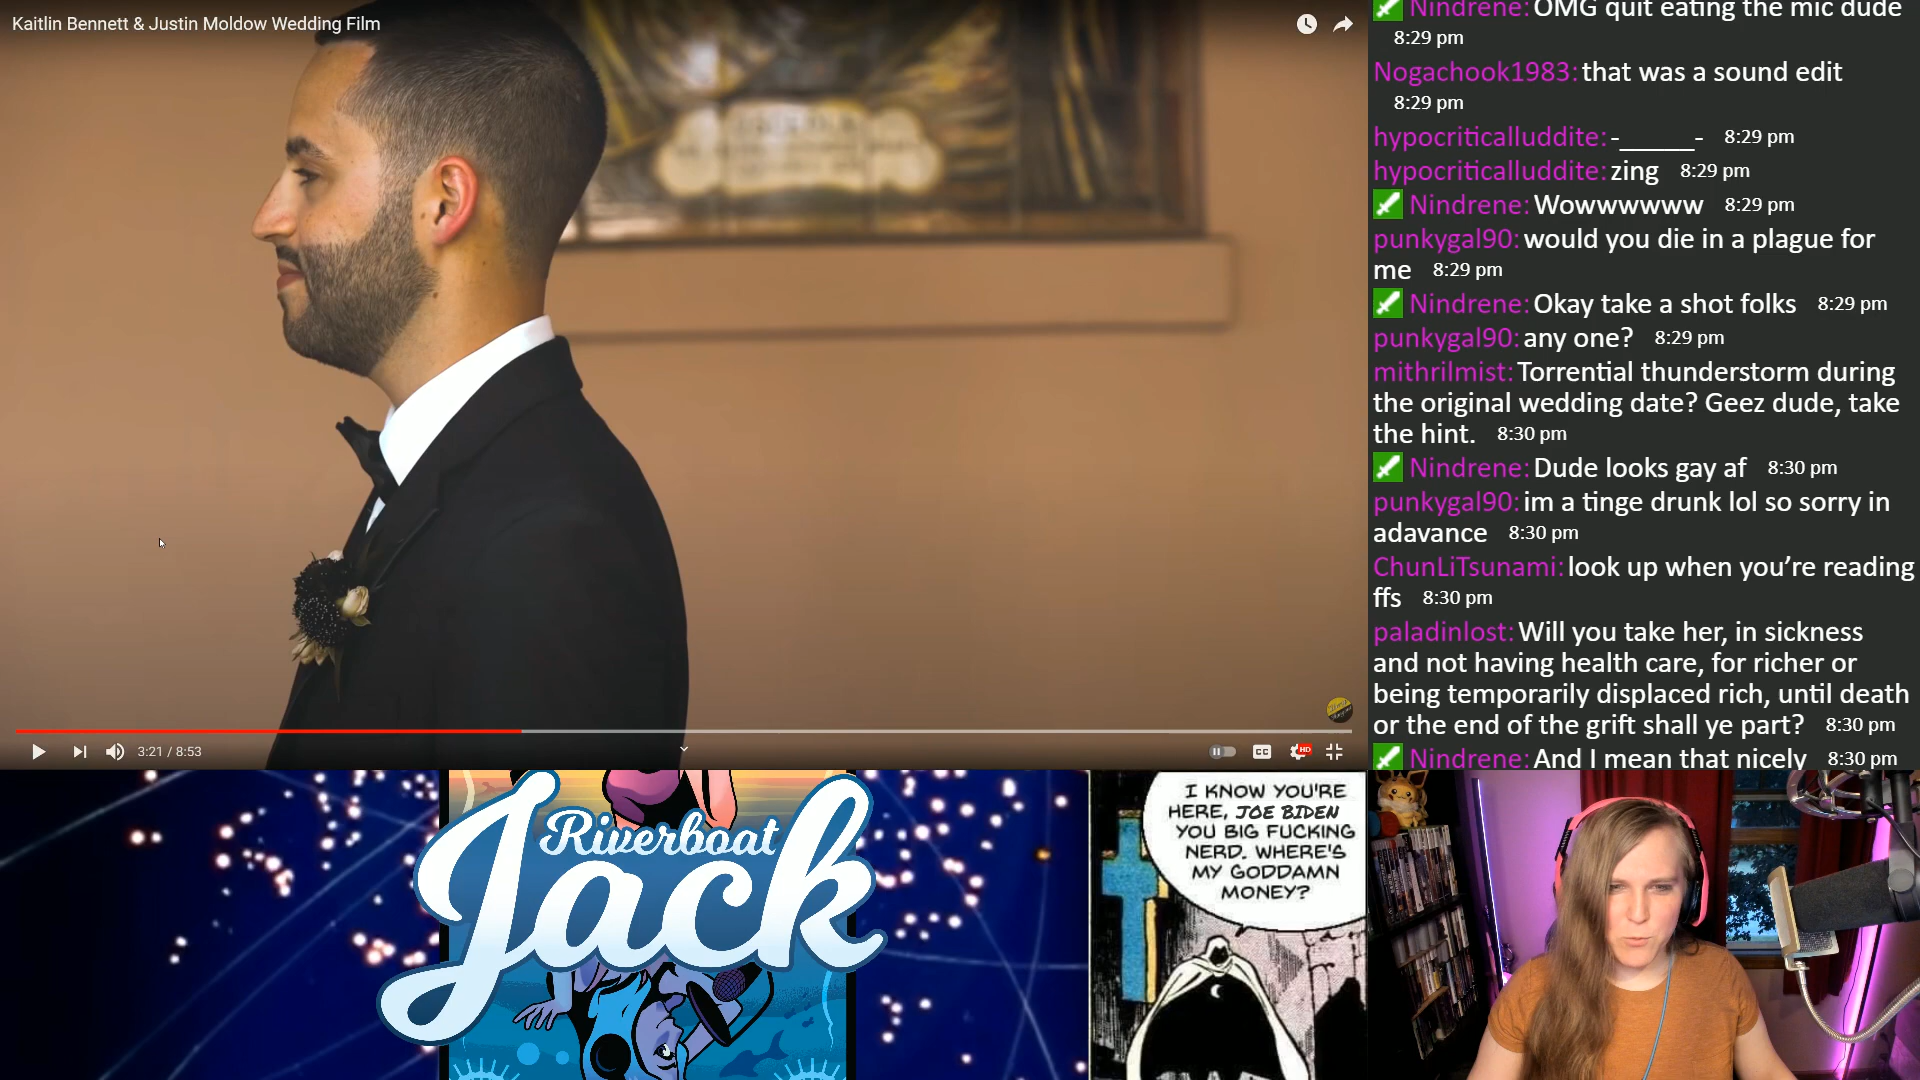 Kaitlin Bennett & Justin Moldow Wedding Film
3:21 / 8:53
CC
HD
Nindrene: OMG quit eating the mic dude
8:29 pm
Nogachook1983: that was a sound edit
8:29 pm
hypocriticalluddite: -_____- 8:29 pm
hypocriticalluddite: zing 8:29 pm
Nindrene: Wowwwwww 8:29 pm
punkygal90: would you die in a plague for
me 8:29 pm
Nindrene: Okay take a shot folks 8:29 pm
punkygal90: any one? 8:29 pm
mithrilmist: Torrential thunderstorm during
the original wedding date? Geez dude, take
the hint. 8:30 pm
Nindrene: Dude looks gay af 8:30 pm
punkygal90: im a tinge drunk lol so sorry in
adavance 8:30 pm
ChunLiTsunami: look up when you’re reading
ffs 8:30 pm
paladinlost: Will you take her, in sickness
and not having health care, for richer or
being temporarily displaced rich, until death
or the end of the grift shall ye part? 8:30 pm
Nindrene: And I mean that nicely 8:30 pm
Riverboat
Jack
I KNOW YOU'RE
HERE, JOE BIDEN
YOU BIG FUCKING
NERD. WHERE'S
MY GODDAMN
MONEY?